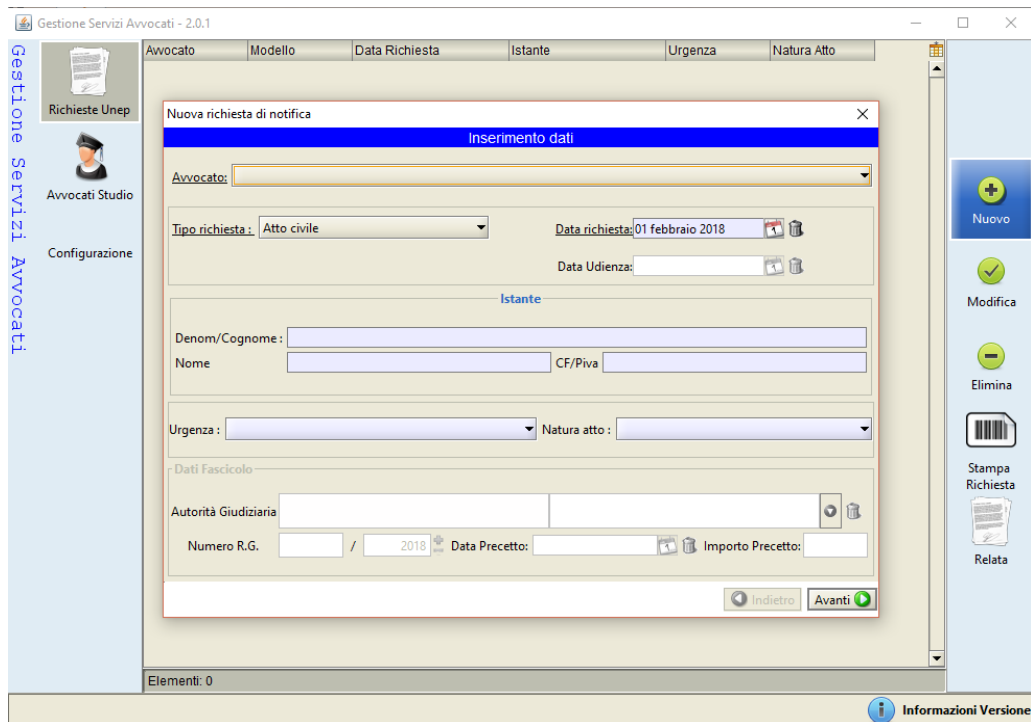 Gestione Servizi Avvocati - 2.0.1
Gestione Servizi Avvocati
Richieste Unep
Avvocati Studio
Configurazione
Avvocato Modello Data Richiesta Istante Urgenza Natura Atto
Nuova richiesta di notifica
Inserimento dati
Avvocato:
Tipo richiesta : Atto civile Data richiesta: 01 febbraio 2018
Data Udienza:
Istante
Denom/Cognome :
Nome CF/Piva
Urgenza : Natura atto :
Dati Fascicolo
Autorità Giudiziaria
Numero R.G. / 2018 Data Precetto: Importo Precetto:
Indietro Avanti
Nuovo
Modifica
Elimina
Stampa
Richiesta
Relata
Elementi: 0
Informazioni Versione